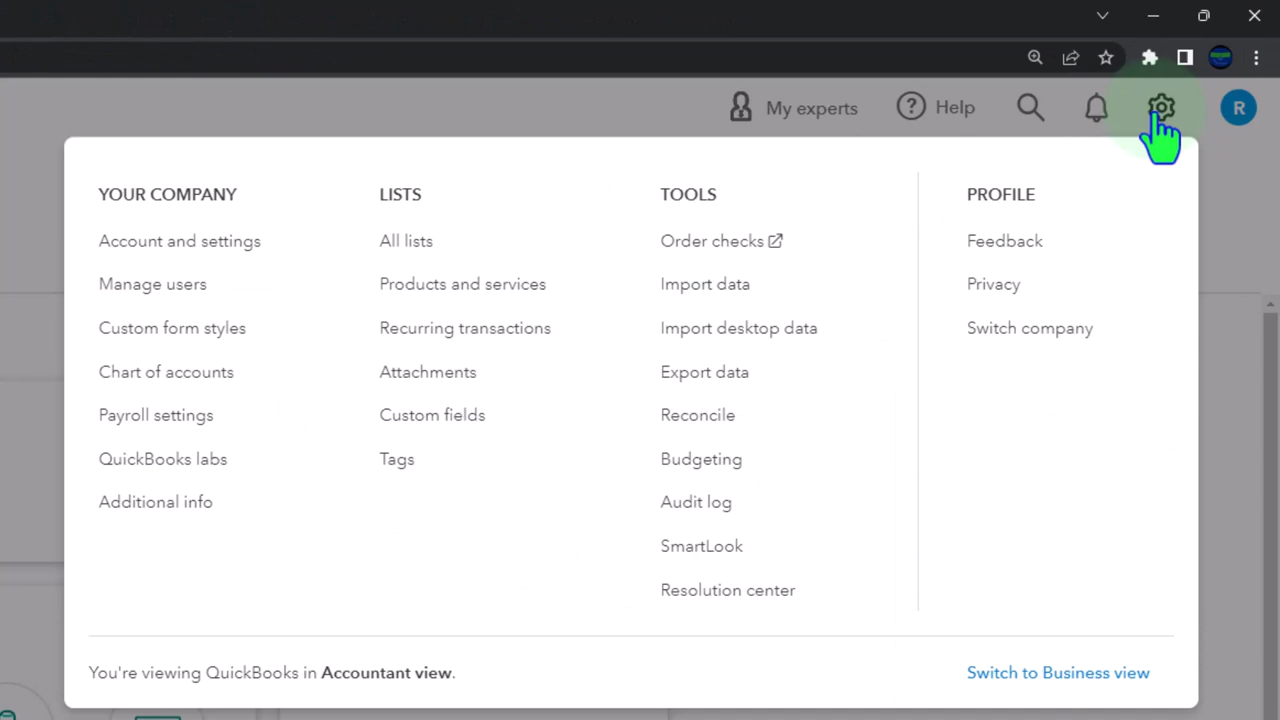 My experts
Help
R
YOUR COMPANY
Account and settings
Manage users
Custom form styles
Chart of accounts
Payroll settings
QuickBooks labs
Additional info
LISTS
All lists
Products and services
Recurring transactions
Attachments
Custom fields
Tags
TOOLS
Order checks
Import data
Import desktop data
Export data
Reconcile
Budgeting
Audit log
SmartLook
Resolution center
PROFILE
Feedback
Privacy
Switch company
You're viewing QuickBooks in Accountant view.
Switch to Business view